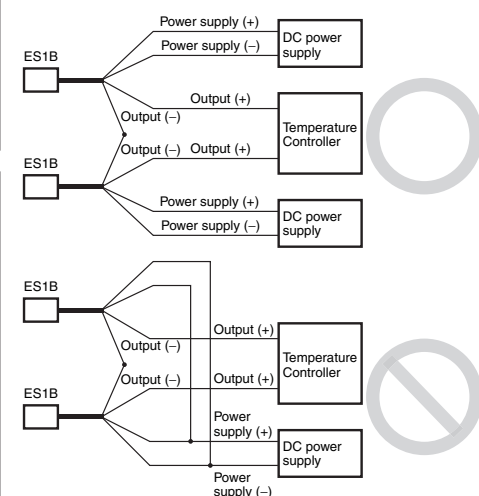 Power supply (+)
DC power
supply
Power supply (−)
ES1B
Output (+)
Output (−)
Temperature
Controller
Output (−) Output (+)
ES1B
Power supply (+)
DC power
supply
Power supply (−)
ES1B
Output (+)
Output (−)
Temperature
Controller
Output (−) Output (+)
ES1B
Power
supply (+)
DC power
supply
Power
supply (−)